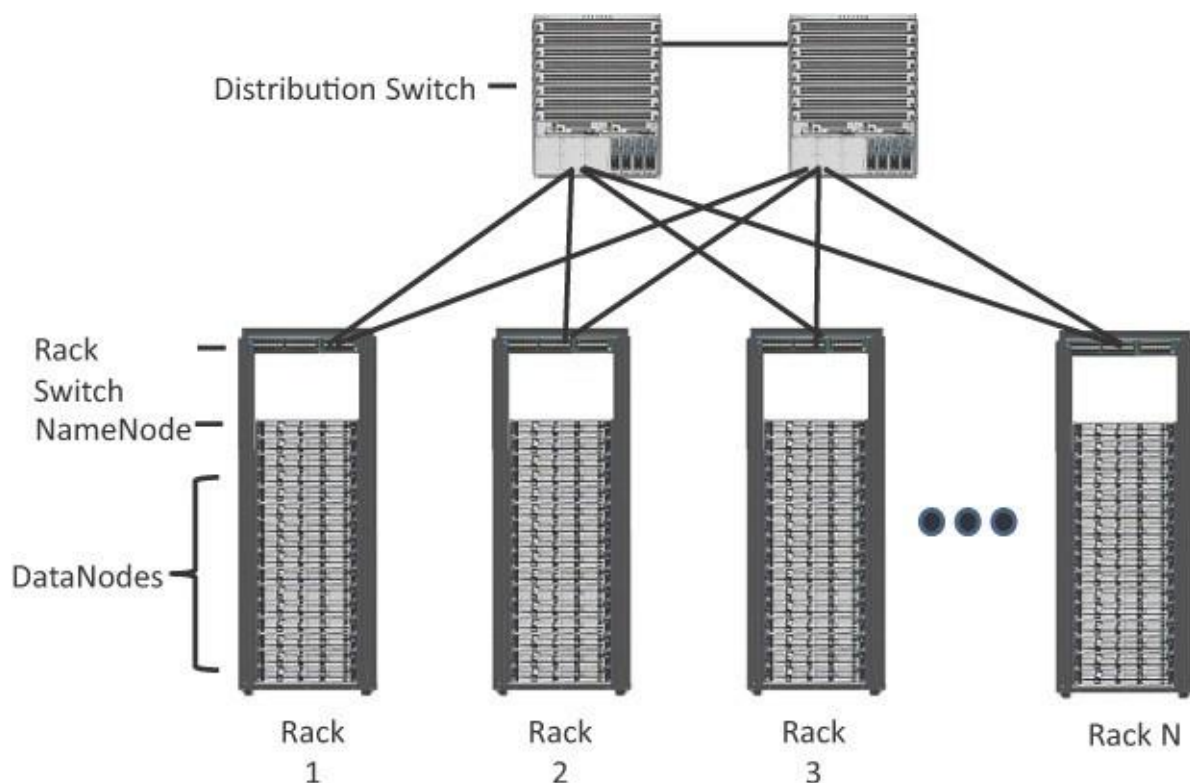 Distribution Switch
Rack
Switch
NameNode
DataNodes
Rack
1
Rack
2
Rack
3
Rack N